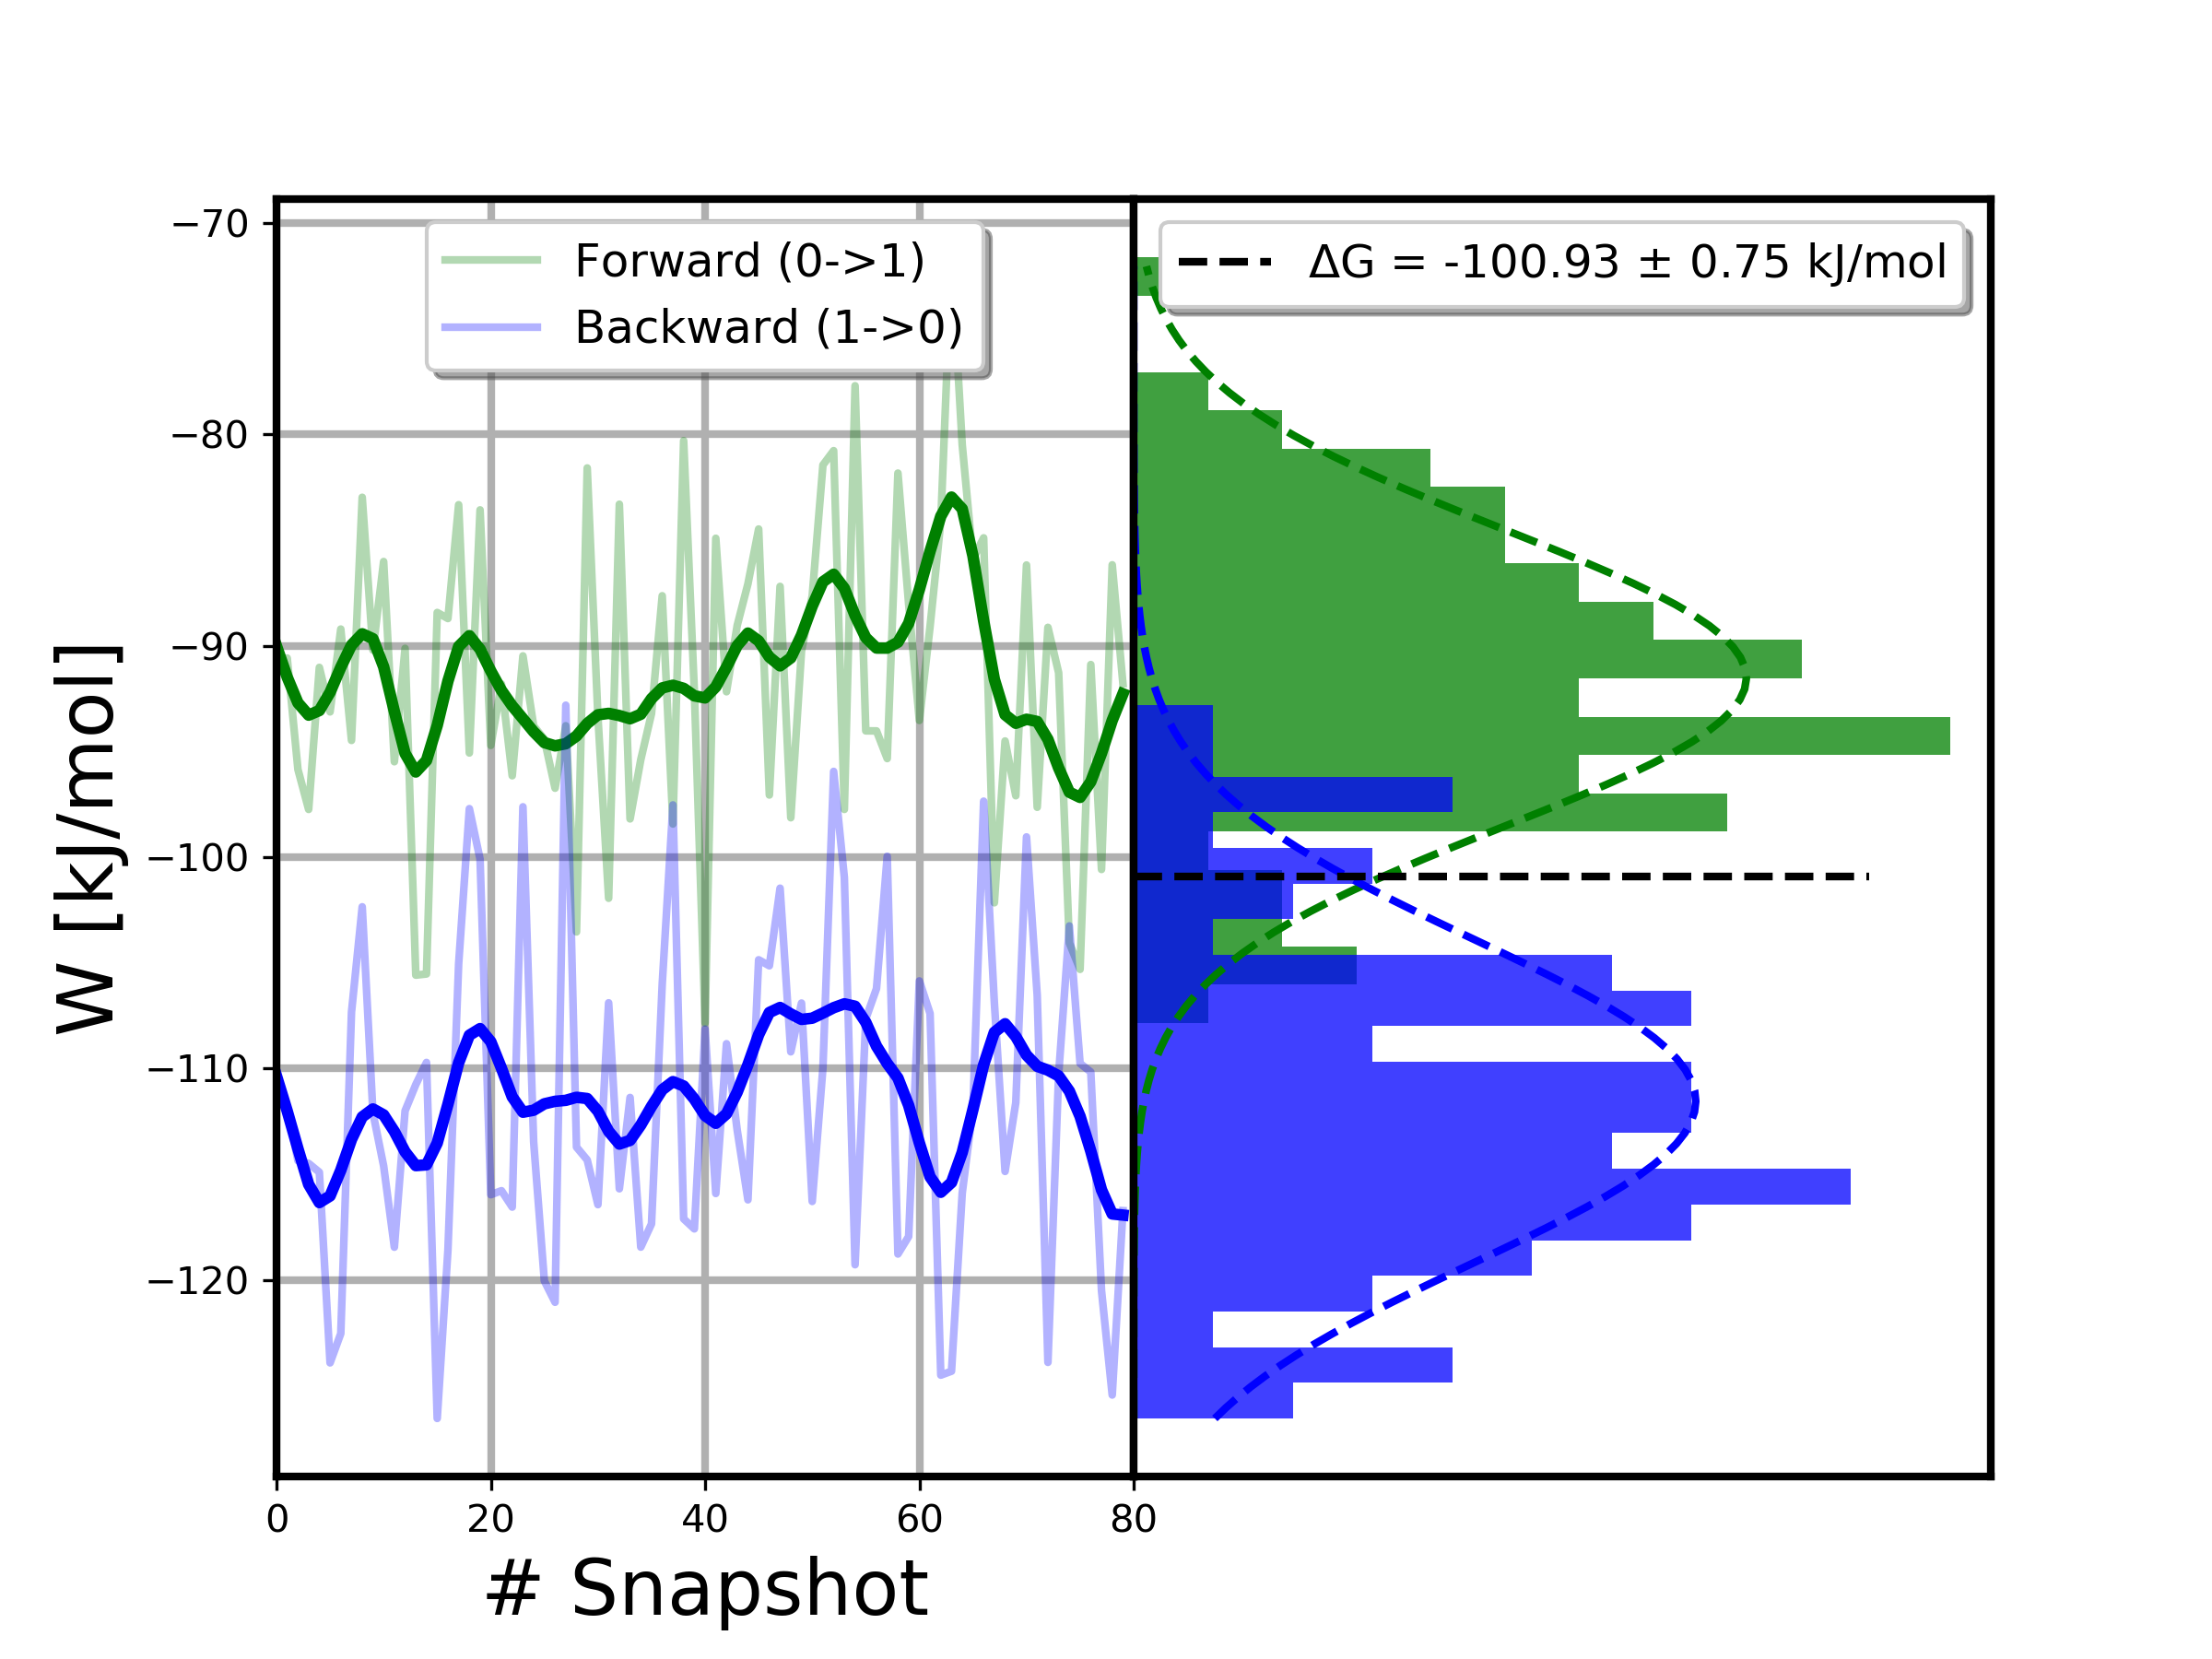 Forward (0->1)
Backward (1->0)
ΔG = -100.93 ± 0.75 kJ/mol
W [kJ/mol]
−70
−80
−90
−100
−110
−120
0 20 40 60 80
# Snapshot